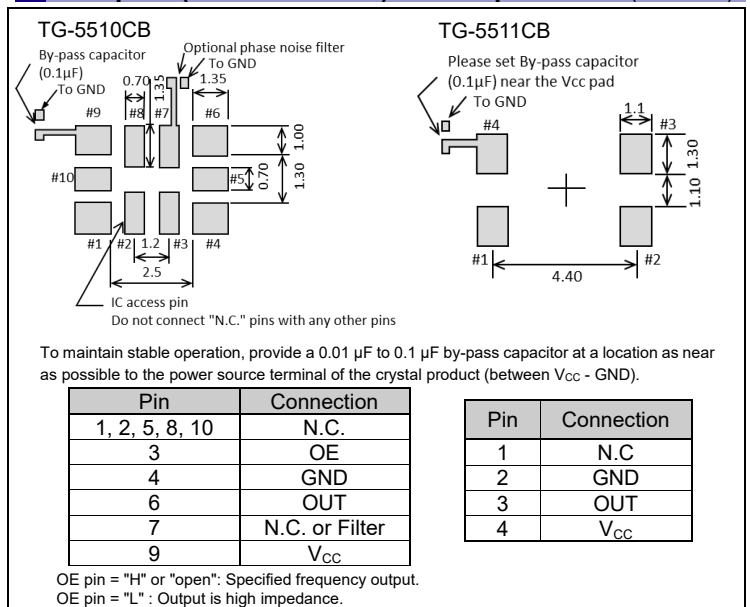 TG-5510CB
By-pass capacitor
(0.1μF)
To GND
Optional phase noise filter
To GND
0.70
1.35
1.35
#9
#8
#7
#6
1.00
#10
#5
0.70
1.30
#1
#2
1.2
#3
#4
2.5
IC access pin
Do not connect "N.C." pins with any other pins
TG-5511CB
Please set By-pass capacitor
(0.1μF) near the Vcc pad
To GND
#4
1.1
#3
1.30
1.10
#1
#2
4.40
To maintain stable operation, provide a 0.01 µF to 0.1 µF by-pass capacitor at a location as near
as possible to the power source terminal of the crystal product (between VCC - GND).
Pin Connection
1, 2, 5, 8, 10 N.C.
3 OE
4 GND
6 OUT
7 N.C. or Filter
9 VCC
Pin Connection
1 N.C
2 GND
3 OUT
4 VCC
OE pin = "H" or "open": Specified frequency output.
OE pin = "L" : Output is high impedance.